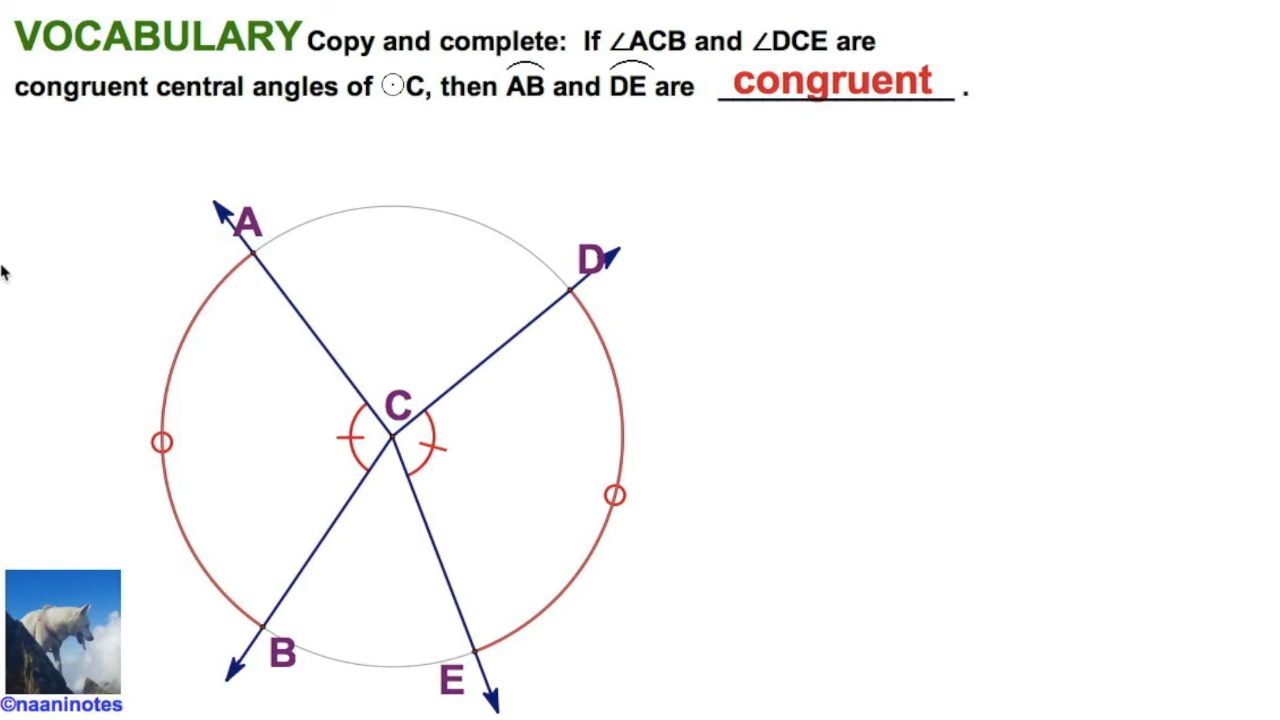 VOCABULARY Copy and complete: If ∠ACB and ∠DCE are
congruent central angles of ⊙C, then AB and DE are congruent .
A
D
C
B
E
©naaninotes